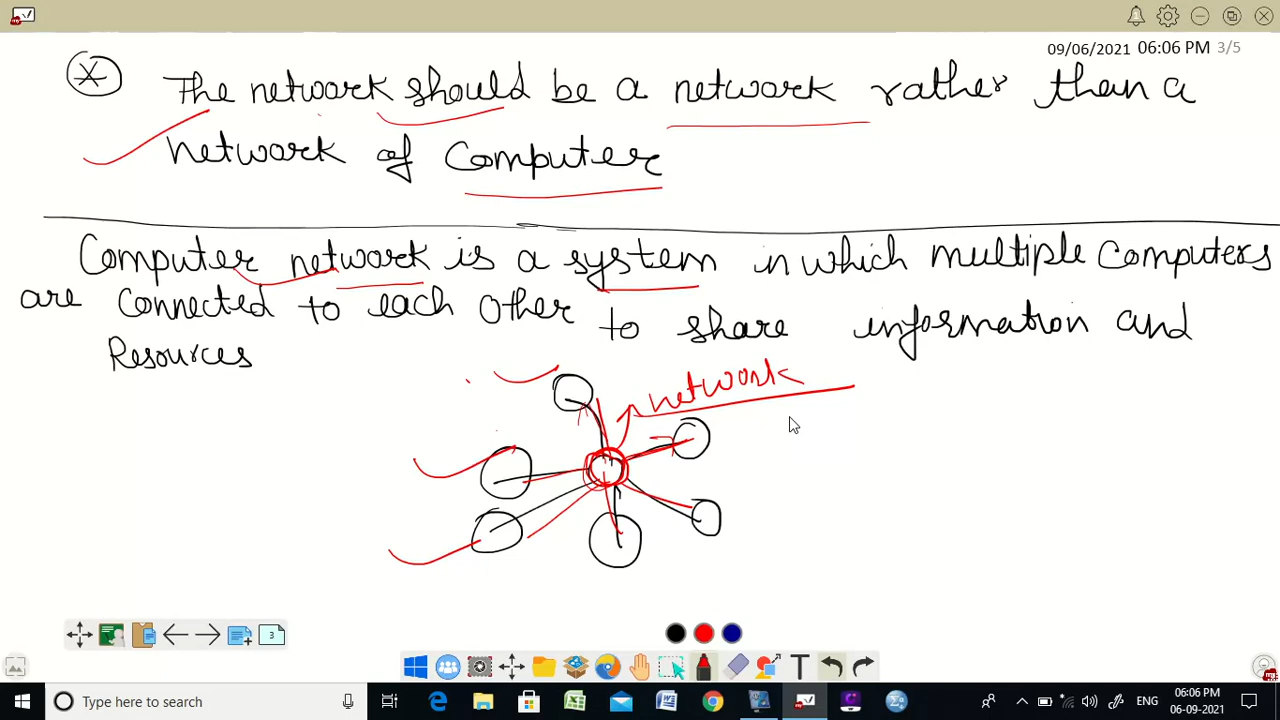 09/06/2021 06:06 PM 3/5
The network should be a network rather than a
network of Computer
Computer network is a system in which multiple Computers
are Connected to each other to share information and
Resources
network
3
T
Type here to search
ENG
06:06 PM
06-09-2021